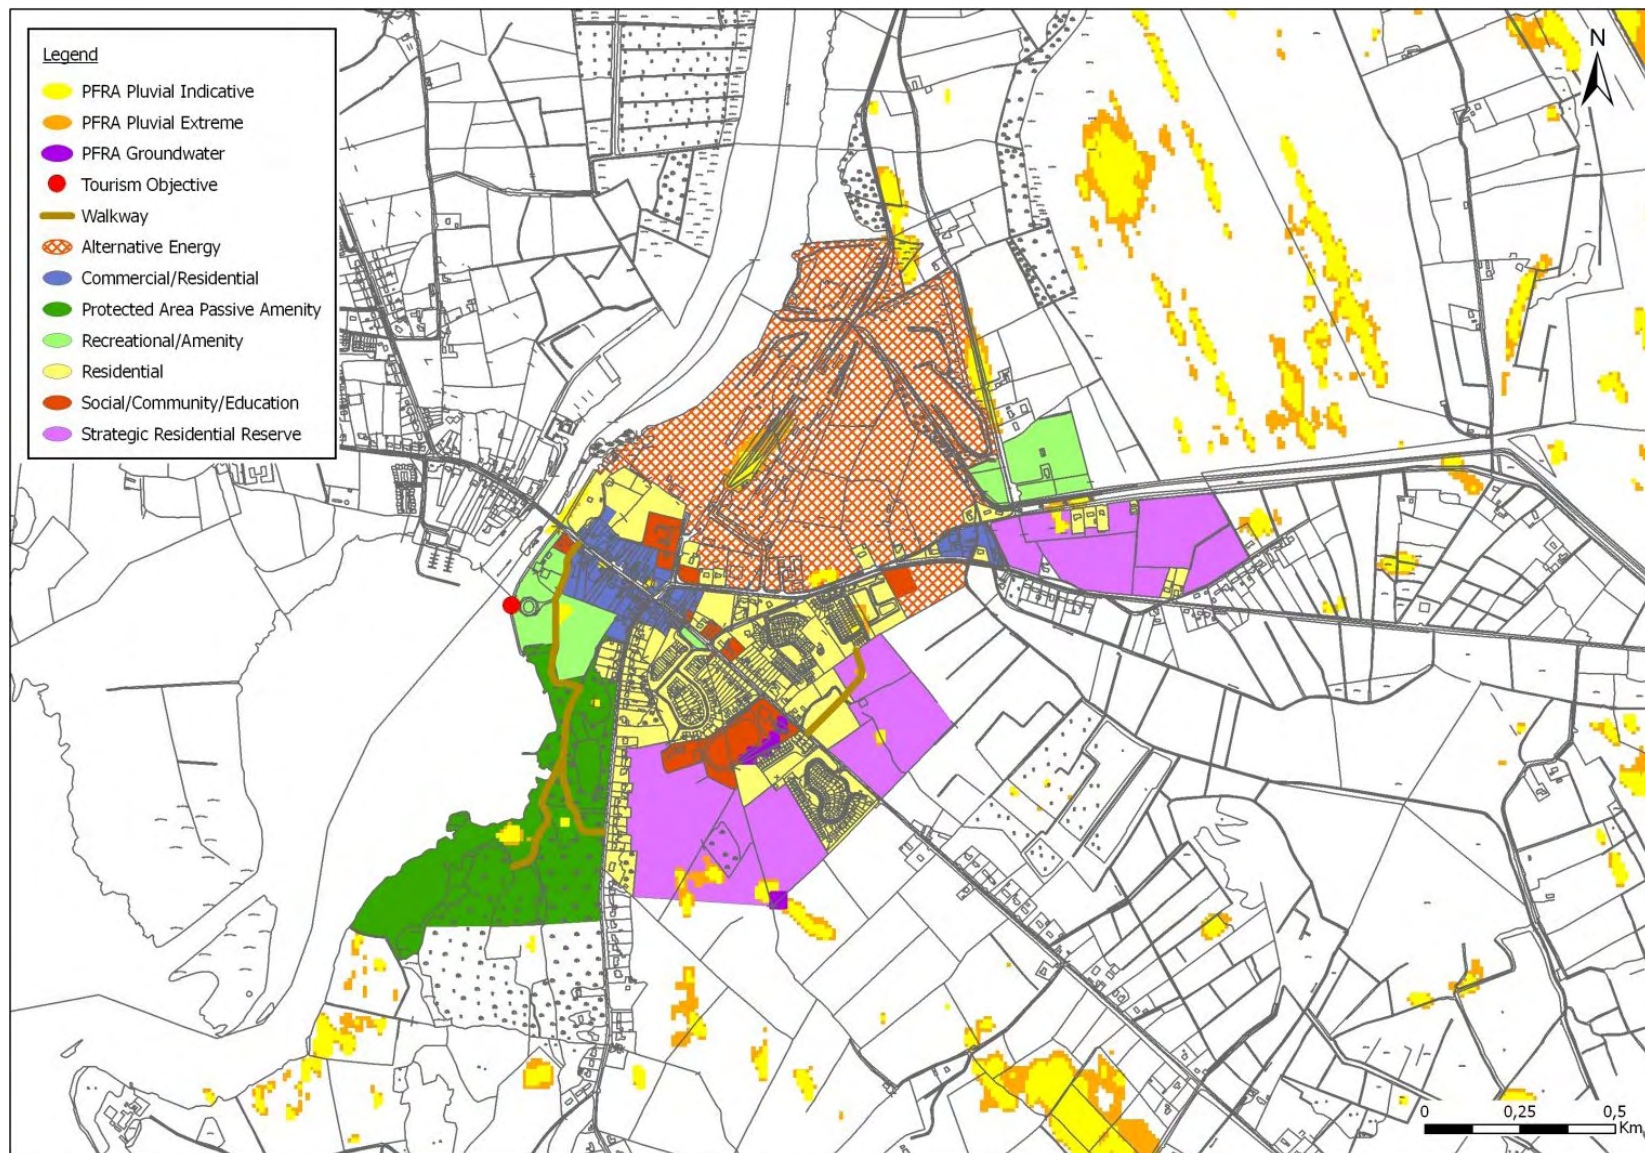 Legend
PFRA Pluvial Indicative
PFRA Pluvial Extreme
PFRA Groundwater
Tourism Objective
Walkway
Alternative Energy
Commercial/Residential
Protected Area Passive Amenity
Recreational/Amenity
Residential
Social/Community/Education
Strategic Residential Reserve
N
0 0,25 0,5
Km